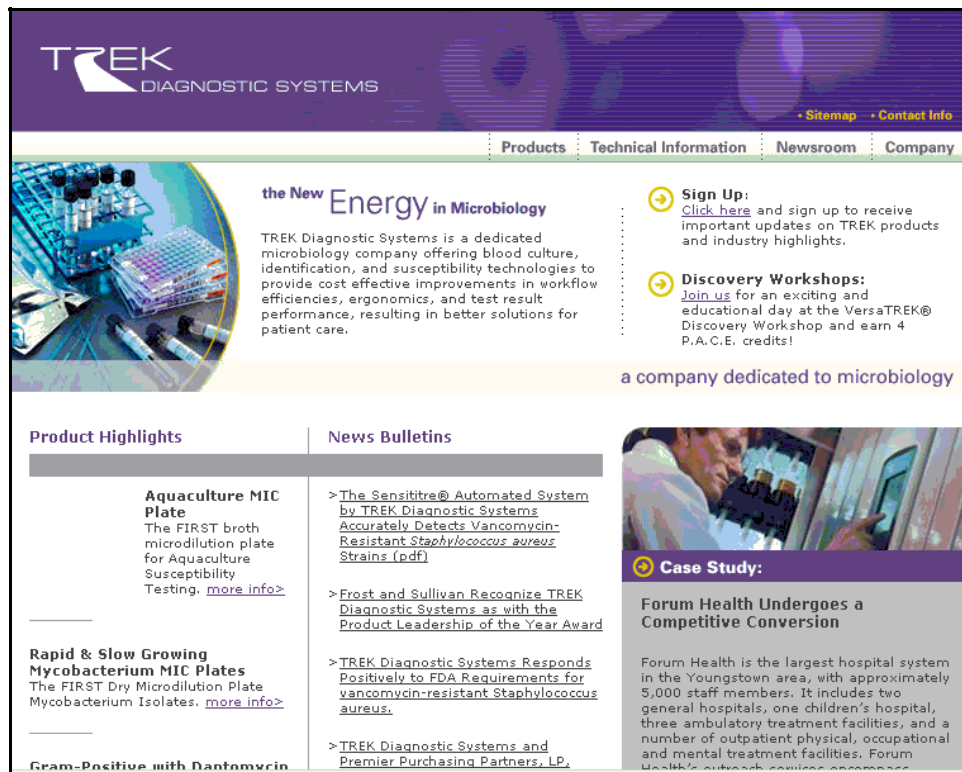 TREK
DIAGNOSTIC SYSTEMS
• Sitemap • Contact Info
Products Technical Information Newsroom Company
the New Energy in Microbiology
TREK Diagnostic Systems is a dedicated
microbiology company offering blood culture,
identification, and susceptibility technologies to
provide cost effective improvements in workflow
efficiencies, ergonomics, and test result
performance, resulting in better solutions for
patient care.
Sign Up:
Click here and sign up to receive
important updates on TREK products
and industry highlights.
Discovery Workshops:
Join us for an exciting and
educational day at the VersaTREK®
Discovery Workshop and earn 4
P.A.C.E. credits!
a company dedicated to microbiology
Product Highlights
Aquaculture MIC
Plate
The FIRST broth
microdilution plate
for Aquaculture
Susceptibility
Testing. more info>
Rapid & Slow Growing
Mycobacterium MIC Plates
The FIRST Dry Microdilution Plate
Mycobacterium Isolates. more info>
Gram-Positive with Daptomycin
News Bulletins
>The Sensititre® Automated System
by TREK Diagnostic Systems
Accurately Detects Vancomycin-
Resistant Staphylococcus aureus
Strains (pdf)
>Frost and Sullivan Recognize TREK
Diagnostic Systems as with the
Product Leadership of the Year Award
>TREK Diagnostic Systems Responds
Positively to FDA Requirements for
vancomycin-resistant Staphylococcus
aureus.
>TREK Diagnostic Systems and
Premier Purchasing Partners, LP,
Case Study:
Forum Health Undergoes a
Competitive Conversion
Forum Health is the largest hospital system
in the Youngstown area, with approximately
5,000 staff members. It includes two
general hospitals, one children's hospital,
three ambulatory treatment facilities, and a
number of outpatient physical, occupational
and mental treatment facilities. Forum
Health's outreach services encompass